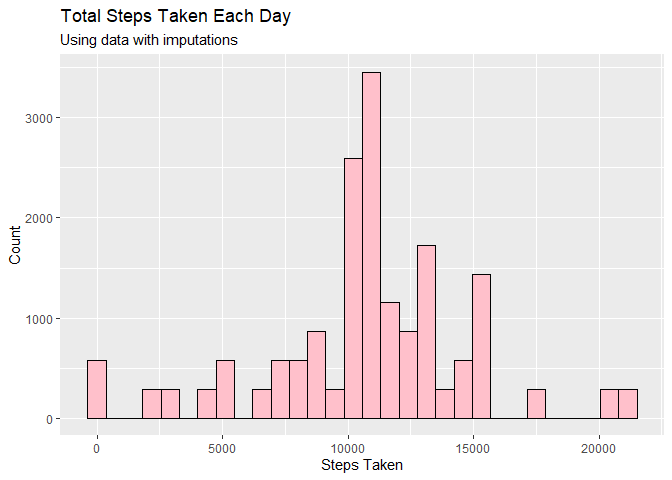 Total Steps Taken Each Day
Using data with imputations
3000
2000
1000
0
Count
0 5000 10000 15000 20000
Steps Taken